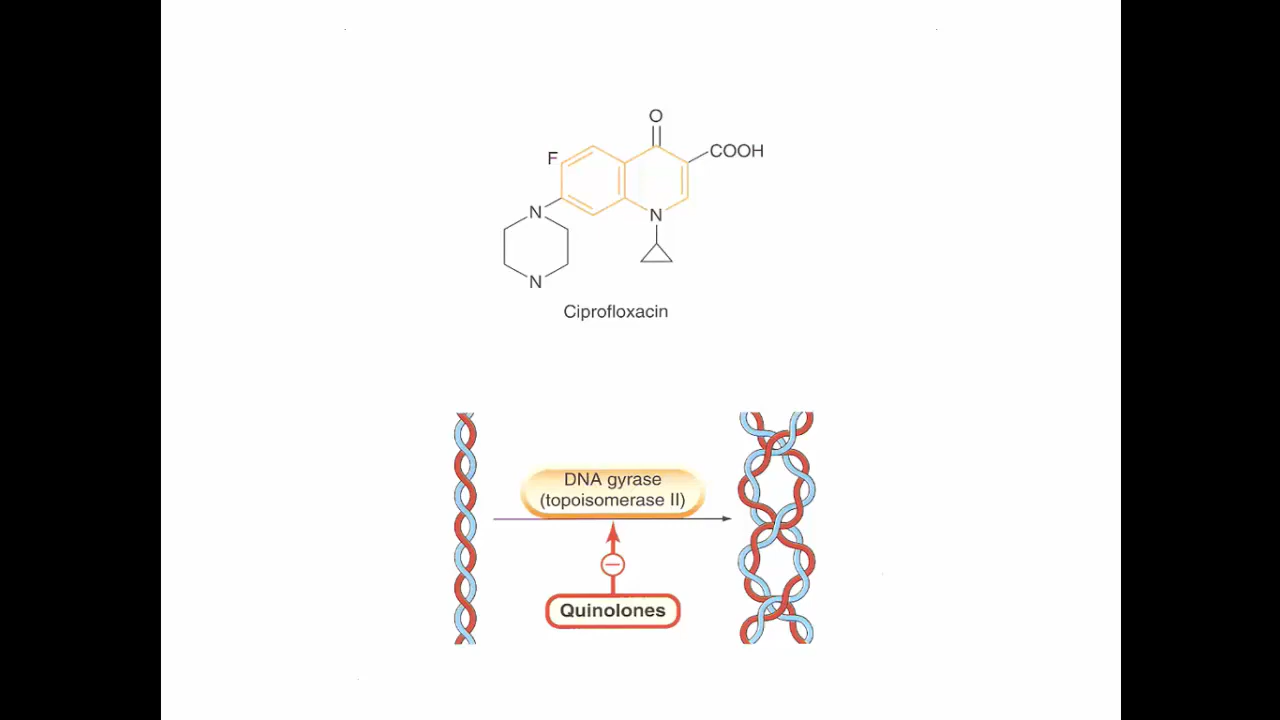 O
F
COOH
N
N
N
Ciprofloxacin
DNA gyrase
(topoisomerase II)
Quinolones